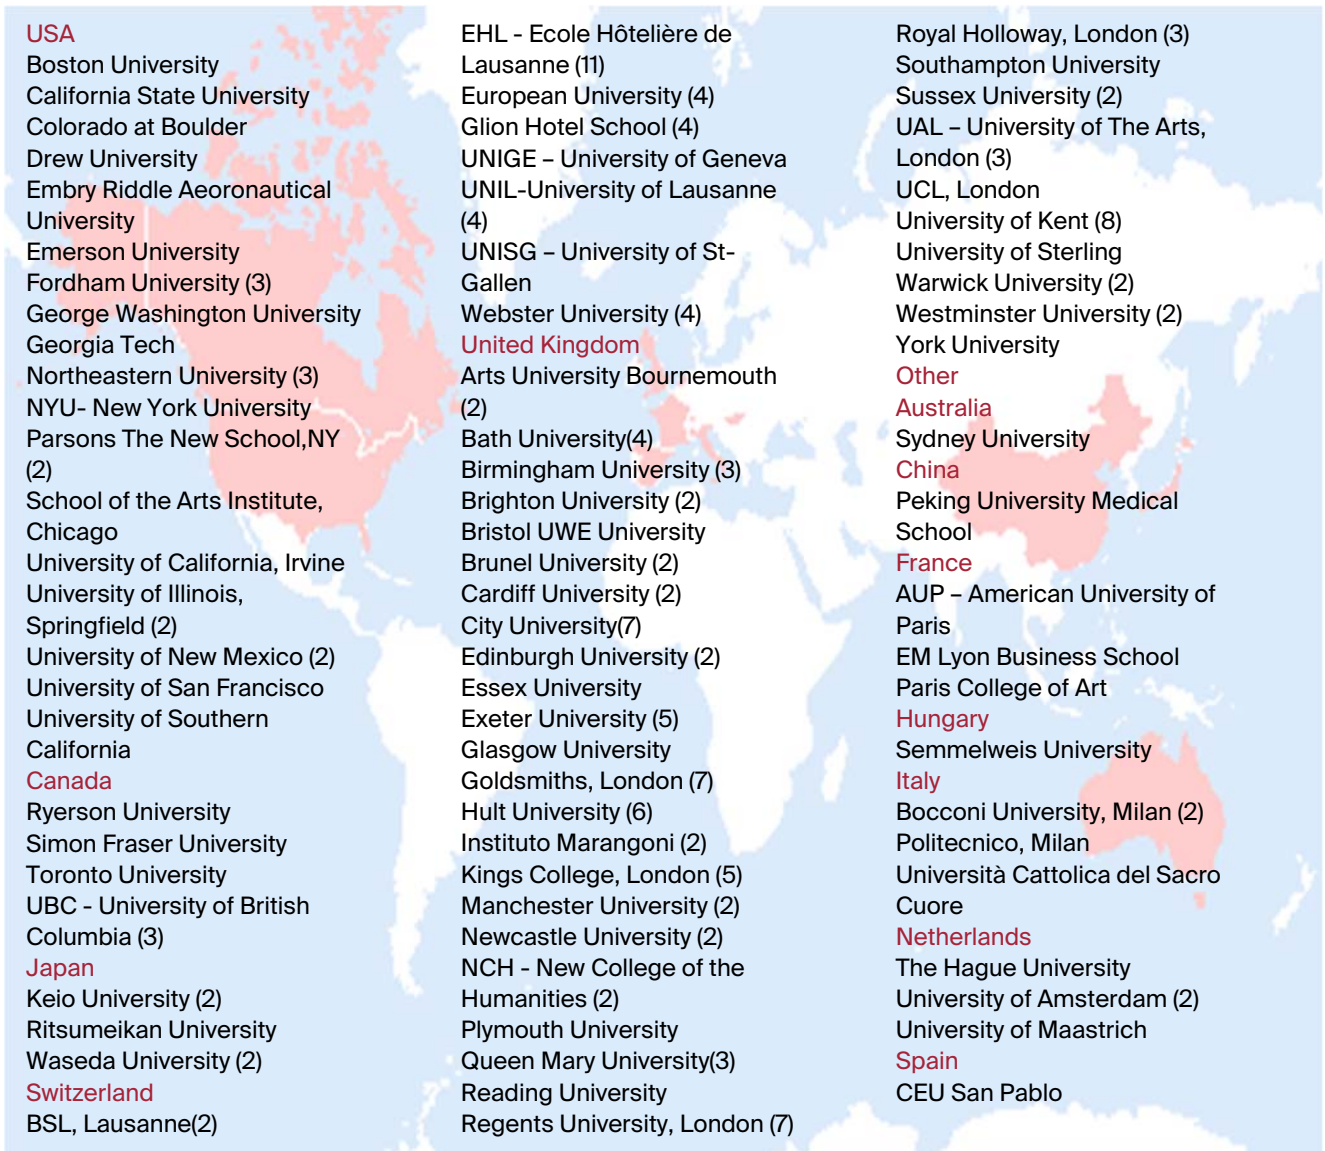 USA
Boston University
California State University
Colorado at Boulder
Drew University
Embry Riddle Aeoronautical
University
Emerson University
Fordham University (3)
George Washington University
Georgia Tech
Northeastern University (3)
NYU- New York University
Parsons The New School,NY
(2)
School of the Arts Institute,
Chicago
University of California, Irvine
University of Illinois,
Springfield (2)
University of New Mexico (2)
University of San Francisco
University of Southern
California
Canada
Ryerson University
Simon Fraser University
Toronto University
UBC - University of British
Columbia (3)
Japan
Keio University (2)
Ritsumeikan University
Waseda University (2)
Switzerland
BSL, Lausanne(2)
EHL - Ecole Hôtelière de
Lausanne (11)
European University (4)
Glion Hotel School (4)
UNIGE – University of Geneva
UNIL-University of Lausanne
(4)
UNISG – University of St-
Gallen
Webster University (4)
United Kingdom
Arts University Bournemouth
(2)
Bath University(4)
Birmingham University (3)
Brighton University (2)
Bristol UWE University
Brunel University (2)
Cardiff University (2)
City University(7)
Edinburgh University (2)
Essex University
Exeter University (5)
Glasgow University
Goldsmiths, London (7)
Hult University (6)
Instituto Marangoni (2)
Kings College, London (5)
Manchester University (2)
Newcastle University (2)
NCH - New College of the
Humanities (2)
Plymouth University
Queen Mary University(3)
Reading University
Regents University, London (7)
Royal Holloway, London (3)
Southampton University
Sussex University (2)
UAL – University of The Arts,
London (3)
UCL, London
University of Kent (8)
University of Sterling
Warwick University (2)
Westminster University (2)
York University
Other
Australia
Sydney University
China
Peking University Medical
School
France
AUP – American University of
Paris
EM Lyon Business School
Paris College of Art
Hungary
Semmelweis University
Italy
Bocconi University, Milan (2)
Politecnico, Milan
Università Cattolica del Sacro
Cuore
Netherlands
The Hague University
University of Amsterdam (2)
University of Maastrich
Spain
CEU San Pablo